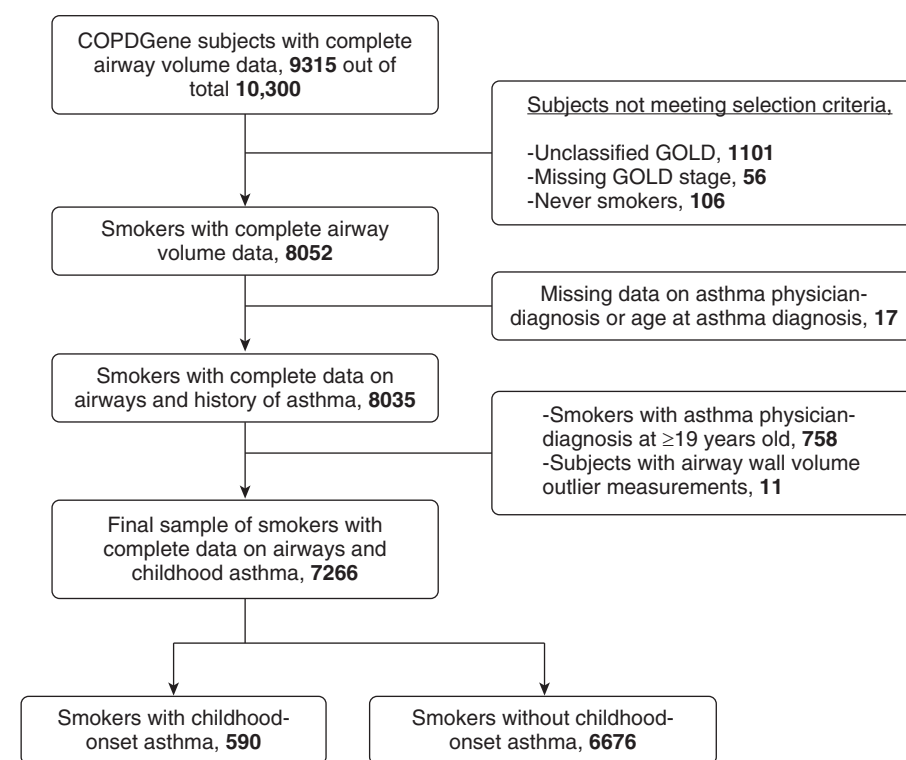 COPDGene subjects with complete
airway volume data, 9315 out of
total 10,300
Subjects not meeting selection criteria,
-Unclassified GOLD, 1101
-Missing GOLD stage, 56
-Never smokers, 106
Smokers with complete airway
volume data, 8052
Missing data on asthma physician-
diagnosis or age at asthma diagnosis, 17
Smokers with complete data on
airways and history of asthma, 8035
-Smokers with asthma physician-
diagnosis at ≥19 years old, 758
-Subjects with airway wall volume
outlier measurements, 11
Final sample of smokers with
complete data on airways and
childhood asthma, 7266
Smokers with childhood-
onset asthma, 590
Smokers without childhood-
onset asthma, 6676